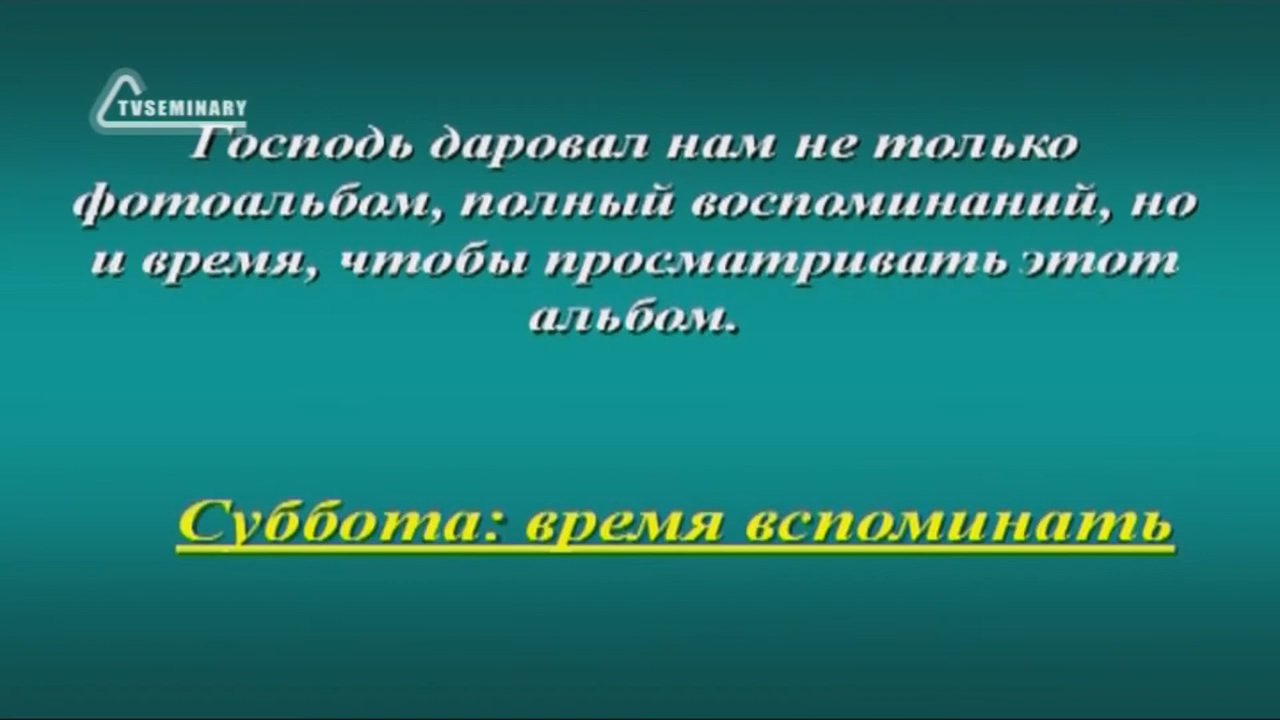 TVSEMINARY
Господь даровал нам не только
фотоальбом, полный воспоминаний, но
и время, чтобы просматривать этот
альбом.
Суббота: время вспоминать